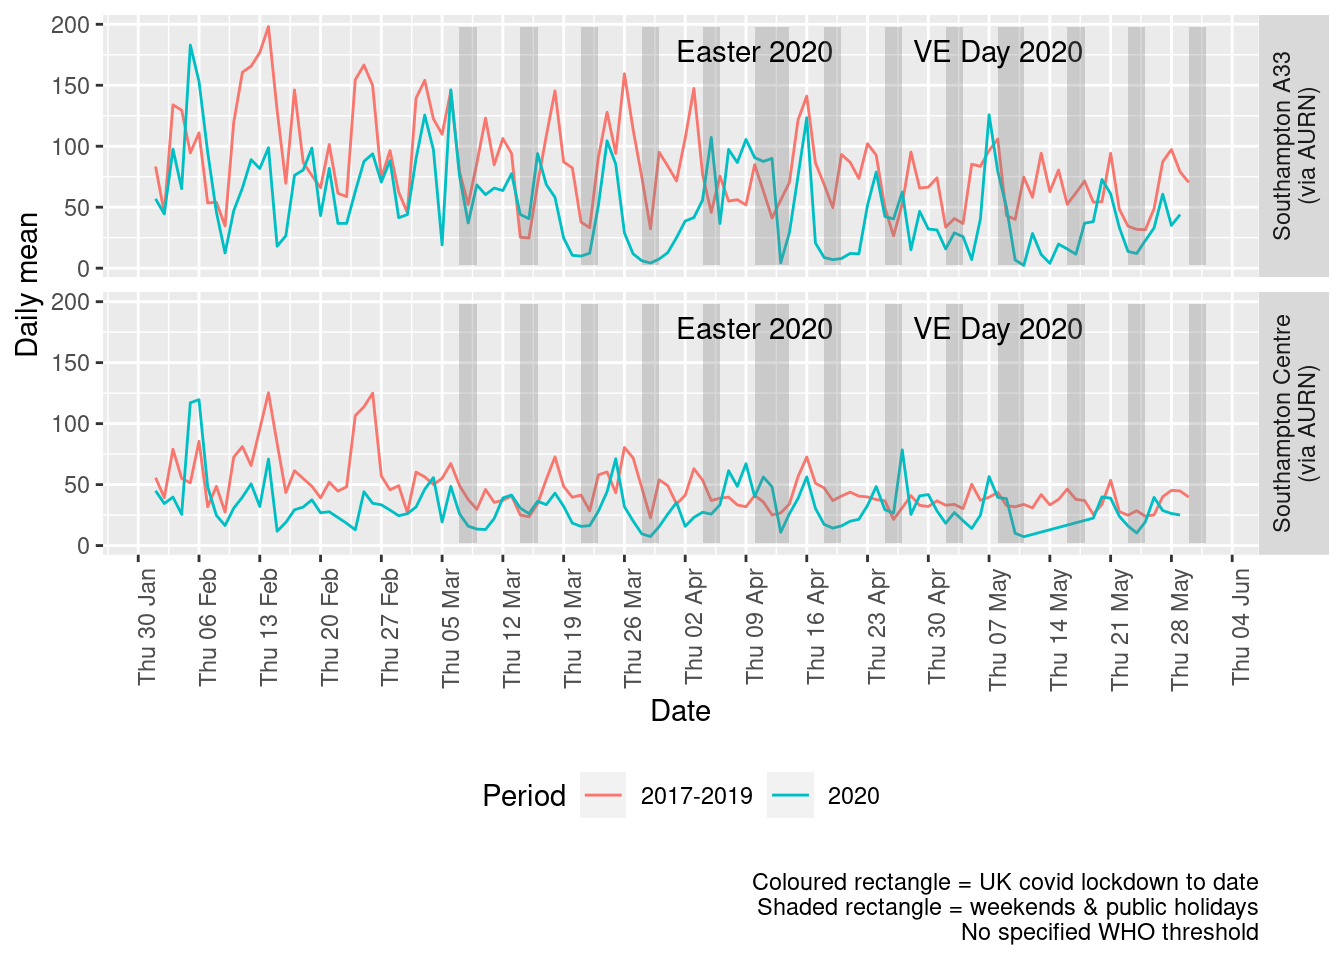 Daily mean
200
150
100
50
0
Easter 2020
VE Day 2020
Southampton A33
(via AURN)
200
150
100
50
0
Easter 2020
VE Day 2020
Southampton Centre
(via AURN)
Thu 30 Jan
Thu 06 Feb
Thu 13 Feb
Thu 20 Feb
Thu 27 Feb
Thu 05 Mar
Thu 12 Mar
Thu 19 Mar
Thu 26 Mar
Thu 02 Apr
Thu 09 Apr
Thu 16 Apr
Thu 23 Apr
Thu 30 Apr
Thu 07 May
Thu 14 May
Thu 21 May
Thu 28 May
Thu 04 Jun
Date
Period
2017-2019
2020
Coloured rectangle = UK covid lockdown to date
Shaded rectangle = weekends & public holidays
No specified WHO threshold